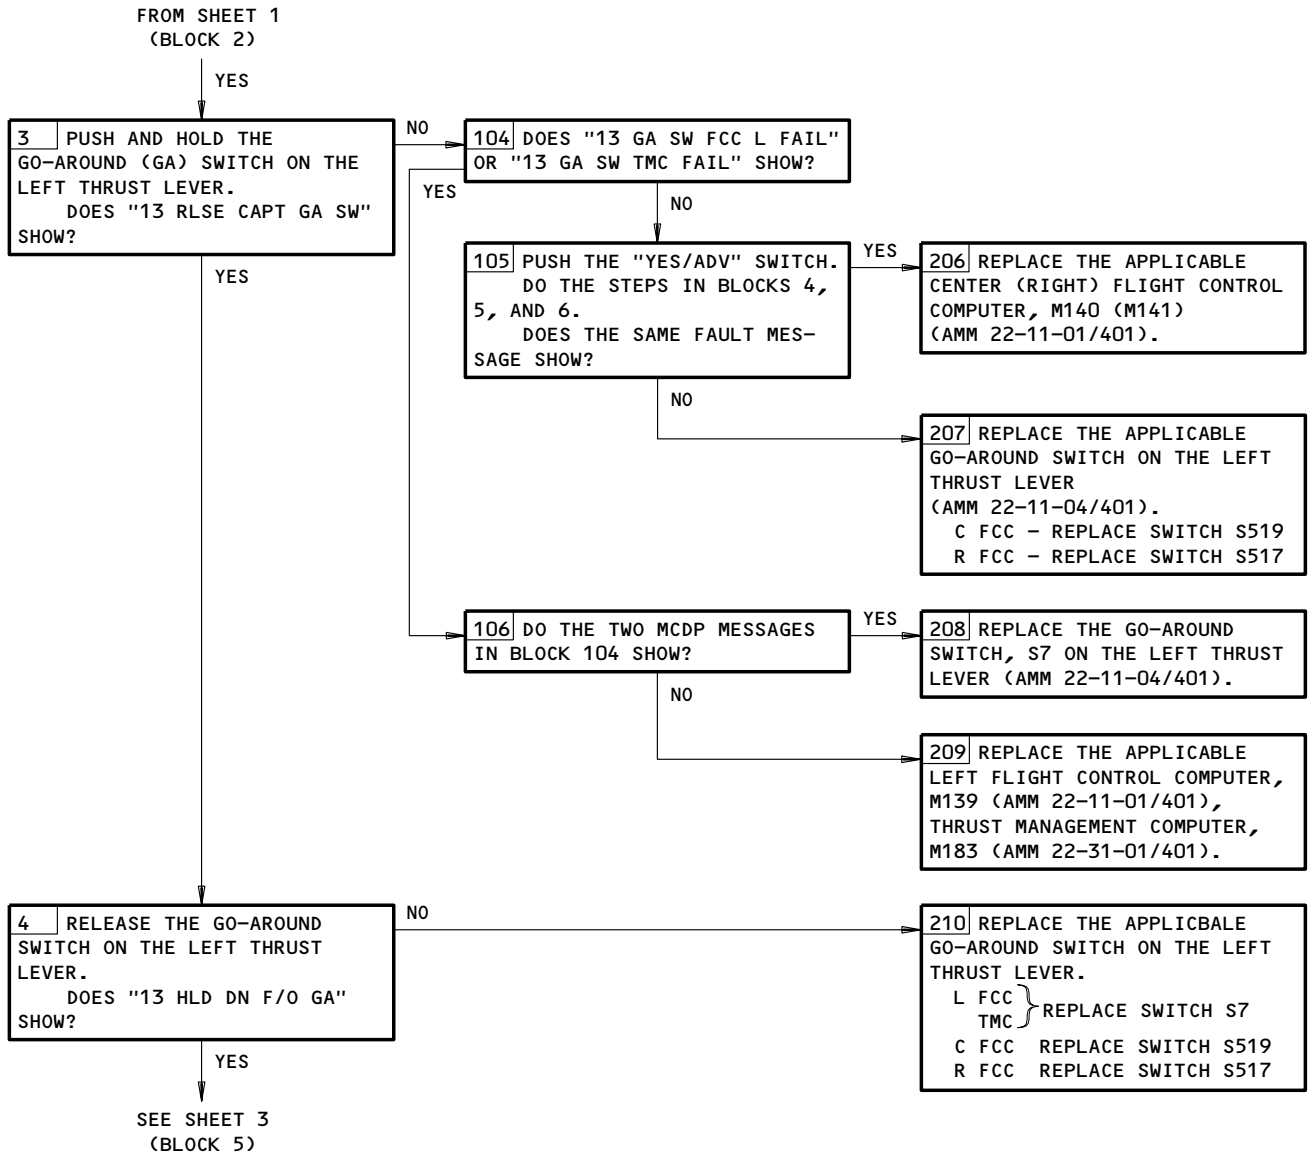 FROM SHEET 1
(BLOCK 2)
YES
3 PUSH AND HOLD THE
GO-AROUND (GA) SWITCH ON THE
LEFT THRUST LEVER.
DOES "13 RLSE CAPT GA SW"
SHOW?
NO
YES
104 DOES "13 GA SW FCC L FAIL"
OR "13 GA SW TMC FAIL" SHOW?
YES
NO
105 PUSH THE "YES/ADV" SWITCH.
DO THE STEPS IN BLOCKS 4,
5, AND 6.
DOES THE SAME FAULT MES-
SAGE SHOW?
YES
NO
206 REPLACE THE APPLICABLE
CENTER (RIGHT) FLIGHT CONTROL
COMPUTER, M140 (M141)
(AMM 22-11-01/401).
207 REPLACE THE APPLICABLE
GO-AROUND SWITCH ON THE LEFT
THRUST LEVER
(AMM 22-11-04/401).
C FCC - REPLACE SWITCH S519
R FCC - REPLACE SWITCH S517
106 DO THE TWO MCDP MESSAGES
IN BLOCK 104 SHOW?
YES
NO
208 REPLACE THE GO-AROUND
SWITCH, S7 ON THE LEFT THRUST
LEVER (AMM 22-11-04/401).
209 REPLACE THE APPLICABLE
LEFT FLIGHT CONTROL COMPUTER,
M139 (AMM 22-11-01/401),
THRUST MANAGEMENT COMPUTER,
M183 (AMM 22-31-01/401).
4 RELEASE THE GO-AROUND
SWITCH ON THE LEFT THRUST
LEVER.
DOES "13 HLD DN F/O GA"
SHOW?
NO
YES
210 REPLACE THE APPLICBALE
GO-AROUND SWITCH ON THE LEFT
THRUST LEVER.
L FCC
TMC
REPLACE SWITCH S7
C FCC REPLACE SWITCH S519
R FCC REPLACE SWITCH S517
SEE SHEET 3
(BLOCK 5)